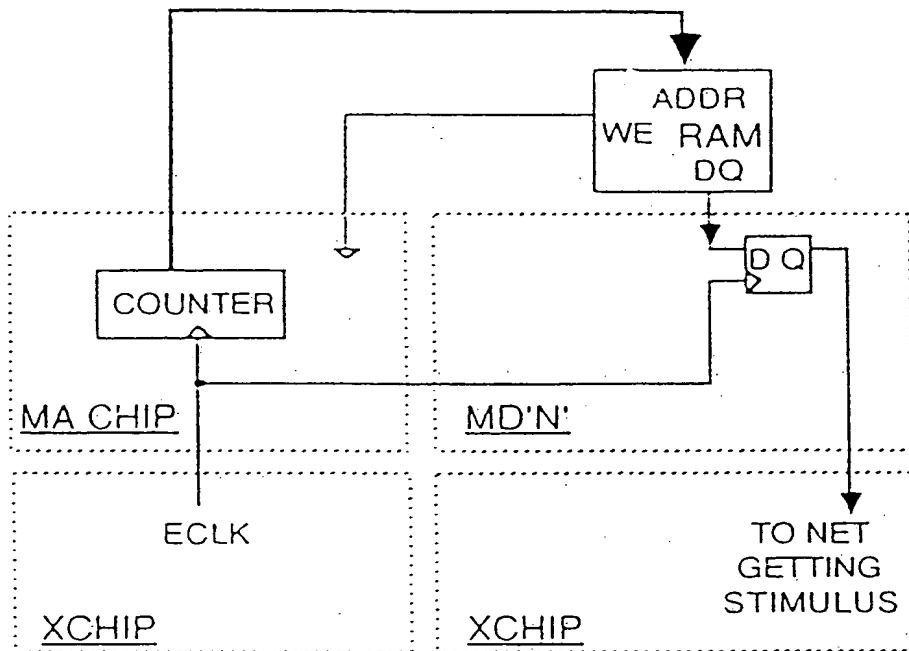 ADDR
WE RAM
DQ
D Q
COUNTER
MA CHIP
MD'N'
ECLK
TO NET
GETTING
STIMULUS
XCHIP
XCHIP